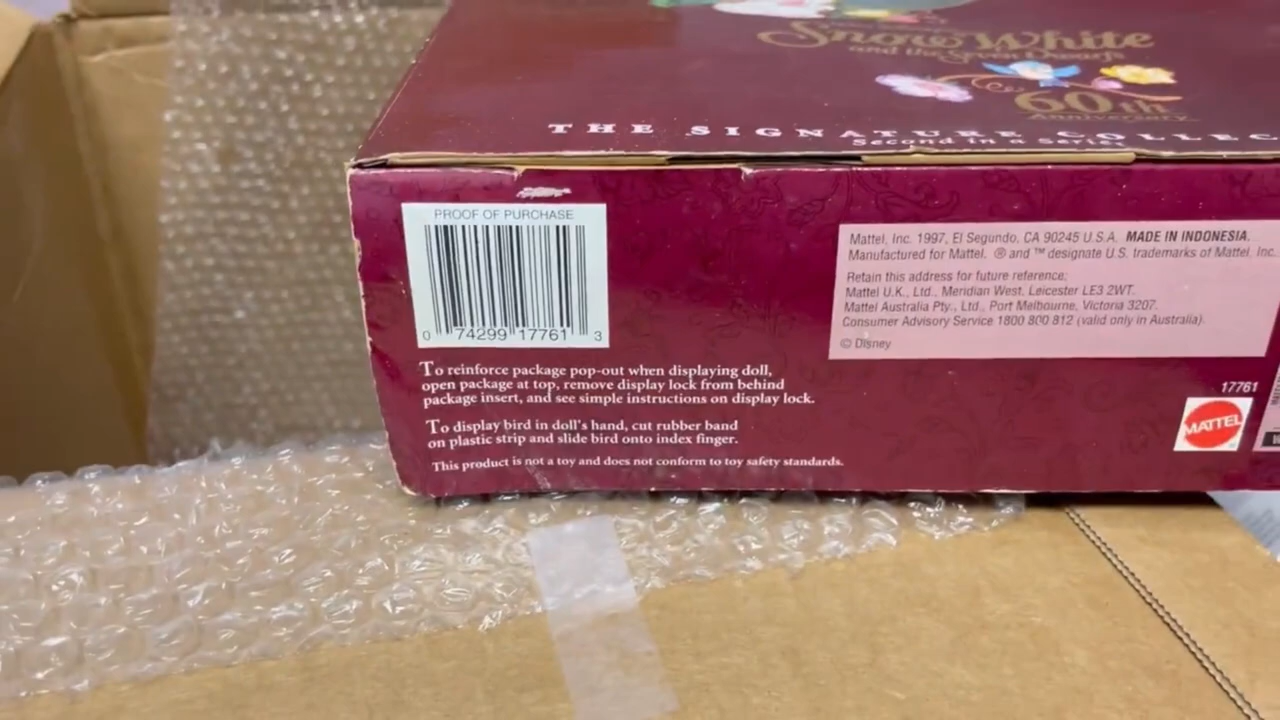 Snow White
and the Seven Dwarfs
60th
Anniversary
THE SIGNATURE COLLEC
Second in a Series
PROOF OF PURCHASE
0 74299 17761 3
To reinforce package pop-out when displaying doll,
open package at top, remove display lock from behind
package insert, and see simple instructions on display lock.
To display bird in doll's hand, cut rubber band
on plastic strip and slide bird onto index finger.
This product is not a toy and does not conform to toy safety standards.
Mattel, Inc. 1997, El Segundo, CA 90245 U.S.A. MADE IN INDONESIA.
Manufactured for Mattel. ® and ™ designate U.S. trademarks of Mattel, Inc.
Retain this address for future reference:
Mattel U.K., Ltd., Meridian West, Leicester LE3 2WT.
Mattel Australia Pty., Ltd., Port Melbourne, Victoria 3207.
Consumer Advisory Service 1800 800 812 (valid only in Australia).
© Disney
17761
MATTEL